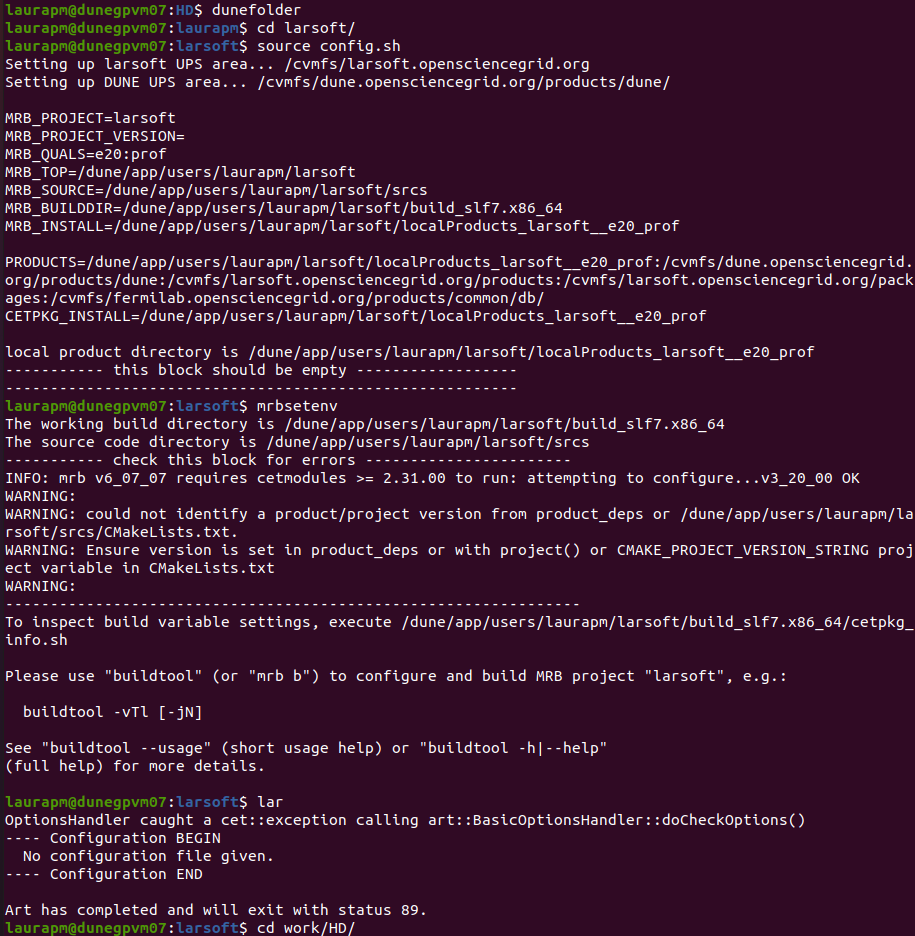 laurapm@dunegpvm07:HD$ dunefolder
laurapm@dunegpvm07:laurapm$ cd larsoft/
laurapm@dunegpvm07:larsoft$ source config.sh
Setting up larsoft UPS area... /cvmfs/larsoft.opensciencegrid.org
Setting up DUNE UPS area... /cvmfs/dune.opensciencegrid.org/products/dune/
MRB_PROJECT=larsoft
MRB_PROJECT_VERSION=
MRB_QUALS=e20:prof
MRB_TOP=/dune/app/users/laurapm/larsoft
MRB_SOURCE=/dune/app/users/laurapm/larsoft/srcs
MRB_BUILDDIR=/dune/app/users/laurapm/larsoft/build_slf7.x86_64
MRB_INSTALL=/dune/app/users/laurapm/larsoft/localProducts_larsoft__e20_prof
PRODUCTS=/dune/app/users/laurapm/larsoft/localProducts_larsoft__e20_prof:/cvmfs/dune.opensciencegrid.
org/products/dune:/cvmfs/larsoft.opensciencegrid.org/products:/cvmfs/larsoft.opensciencegrid.org/pack
ages:/cvmfs/fermilab.opensciencegrid.org/products/common/db/
CETPKG_INSTALL=/dune/app/users/laurapm/larsoft/localProducts_larsoft__e20_prof
local product directory is /dune/app/users/laurapm/larsoft/localProducts_larsoft__e20_prof
----------- this block should be empty ------------------
---------------------------------------------------------
laurapm@dunegpvm07:larsoft$ mrbsetenv
The working build directory is /dune/app/users/laurapm/larsoft/build_slf7.x86_64
The source code directory is /dune/app/users/laurapm/larsoft/srcs
----------- check this block for errors -----------------------
INFO: mrb v6_07_07 requires cetmodules >= 2.31.00 to run: attempting to configure...v3_20_00 OK
WARNING:
WARNING: could not identify a product/project version from product_deps or /dune/app/users/laurapm/la
rsoft/srcs/CMakeLists.txt.
WARNING: Ensure version is set in product_deps or with project() or CMAKE_PROJECT_VERSION_STRING proj
ect variable in CMakeLists.txt
WARNING:
----------------------------------------------------------------
To inspect build variable settings, execute /dune/app/users/laurapm/larsoft/build_slf7.x86_64/cetpkg_
info.sh
Please use "buildtool" (or "mrb b") to configure and build MRB project "larsoft", e.g.:
buildtool -vTl [-jN]
See "buildtool --usage" (short usage help) or "buildtool -h|--help"
(full help) for more details.
laurapm@dunegpvm07:larsoft$ lar
OptionsHandler caught a cet::exception calling art::BasicOptionsHandler::doCheckOptions()
---- Configuration BEGIN
No configuration file given.
---- Configuration END
Art has completed and will exit with status 89.
laurapm@dunegpvm07:larsoft$ cd work/HD/